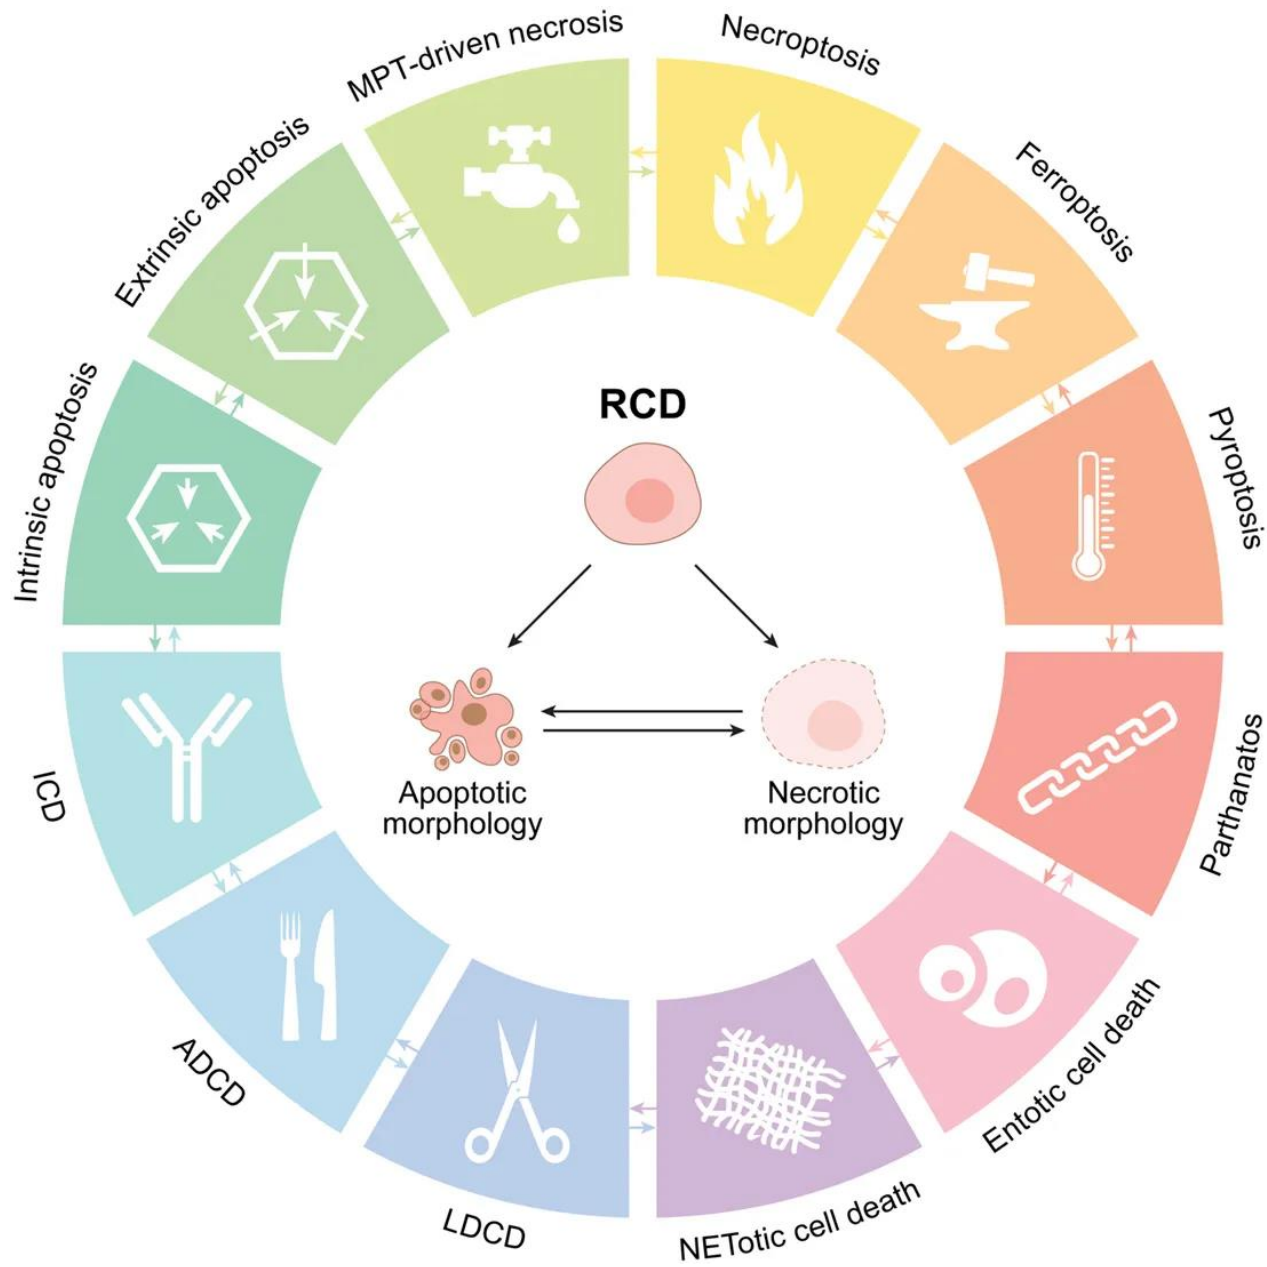 MPT-driven necrosis
Necroptosis
Extrinsic apoptosis
Ferroptosis
Intrinsic apoptosis
Pyroptosis
RCD
Apoptotic
morphology
Necrotic
morphology
ICD
Parthanatos
ADCD
Entotic cell death
LDCD
NETotic cell death